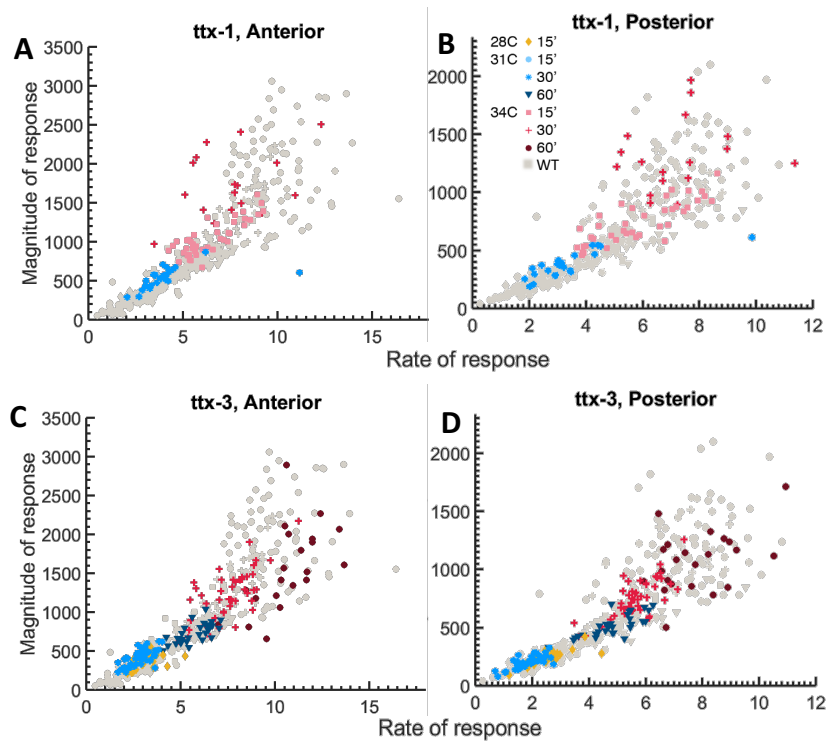 A
ttx-1, Anterior
Magnitude of response
3500
3000
2500
2000
1500
1000
500
0
0 5 10 15
B
ttx-1, Posterior
28C 15'
31C 15'
30'
60'
34C 15'
30'
60'
WT
2000
1500
1000
500
0
0 2 4 6 8 10 12
Rate of response
C
ttx-3, Anterior
Magnitude of response
3500
3000
2500
2000
1500
1000
500
0
0 5 10 15
D
ttx-3, Posterior
2000
1500
1000
500
0
0 2 4 6 8 10 12
Rate of response